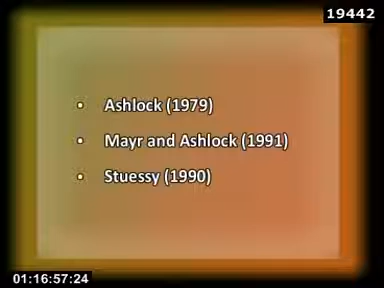 19442
• Ashlock (1979)
• Mayr and Ashlock (1991)
• Stuessy (1990)
01:16:57:24